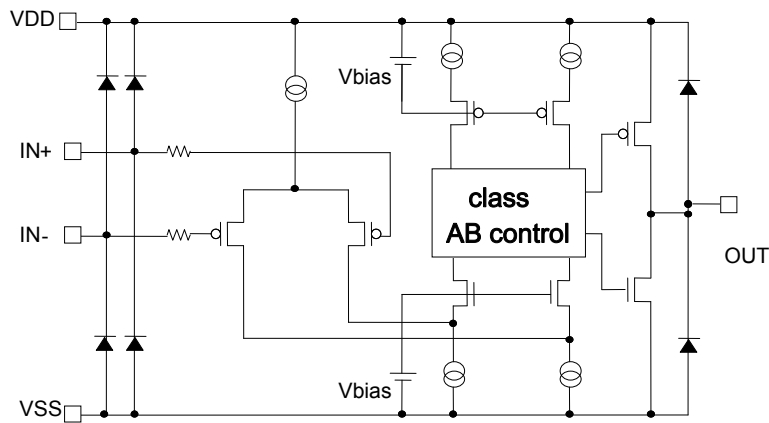 VDD
Vbias
IN+
class
AB control
IN-
OUT
Vbias
VSS